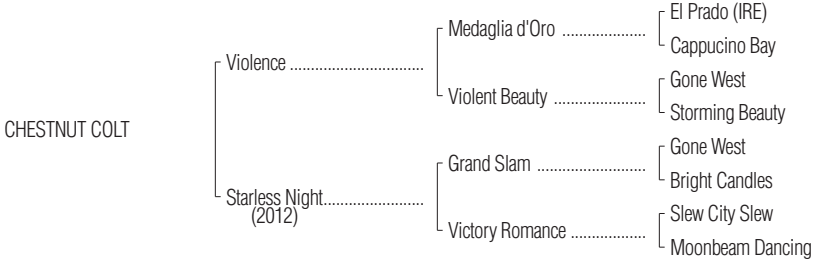 El Prado (IRE)
Medaglia d'Oro ....................
Cappucino Bay
Violence ................................
Gone West
Violent Beauty ......................
Storming Beauty
CHESTNUT COLT
Gone West
Grand Slam ..........................
Bright Candles
Starless Night........................
(2012)
Slew City Slew
Victory Romance ..................
Moonbeam Dancing